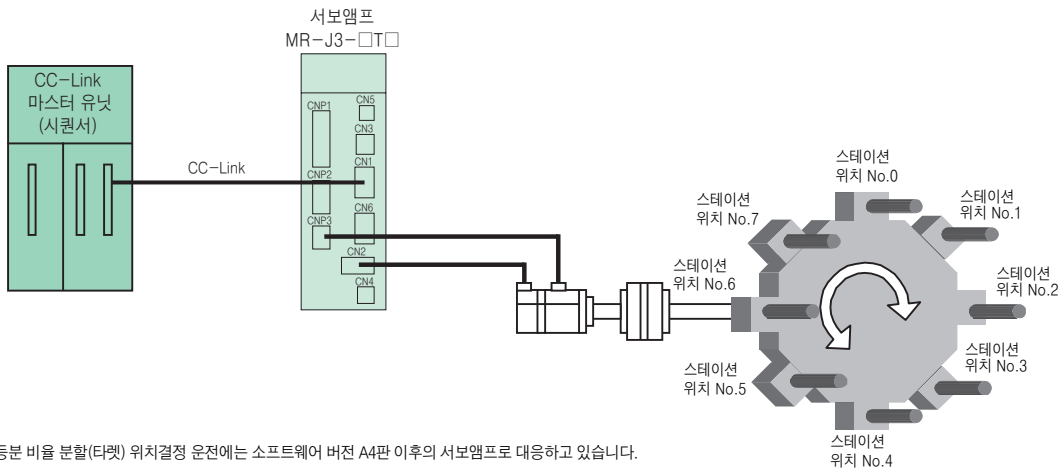 서보앰프
MR-J3-□T□
CC-Link
마스터 유닛
(시퀀서)
CNP1
CN5
CN3
CN1
CC-Link
CNP2
CN6
CNP3
CN2
CN4
스테이션
위치 No.0
스테이션
위치 No.1
스테이션
위치 No.7
스테이션
위치 No.6
스테이션
위치 No.2
스테이션
위치 No.3
스테이션
위치 No.5
스테이션
위치 No.4
등분 비율 분할(타렛) 위치결정 운전에는 소프트웨어 버전 A4판 이후의 서보앰프로 대응하고 있습니다.